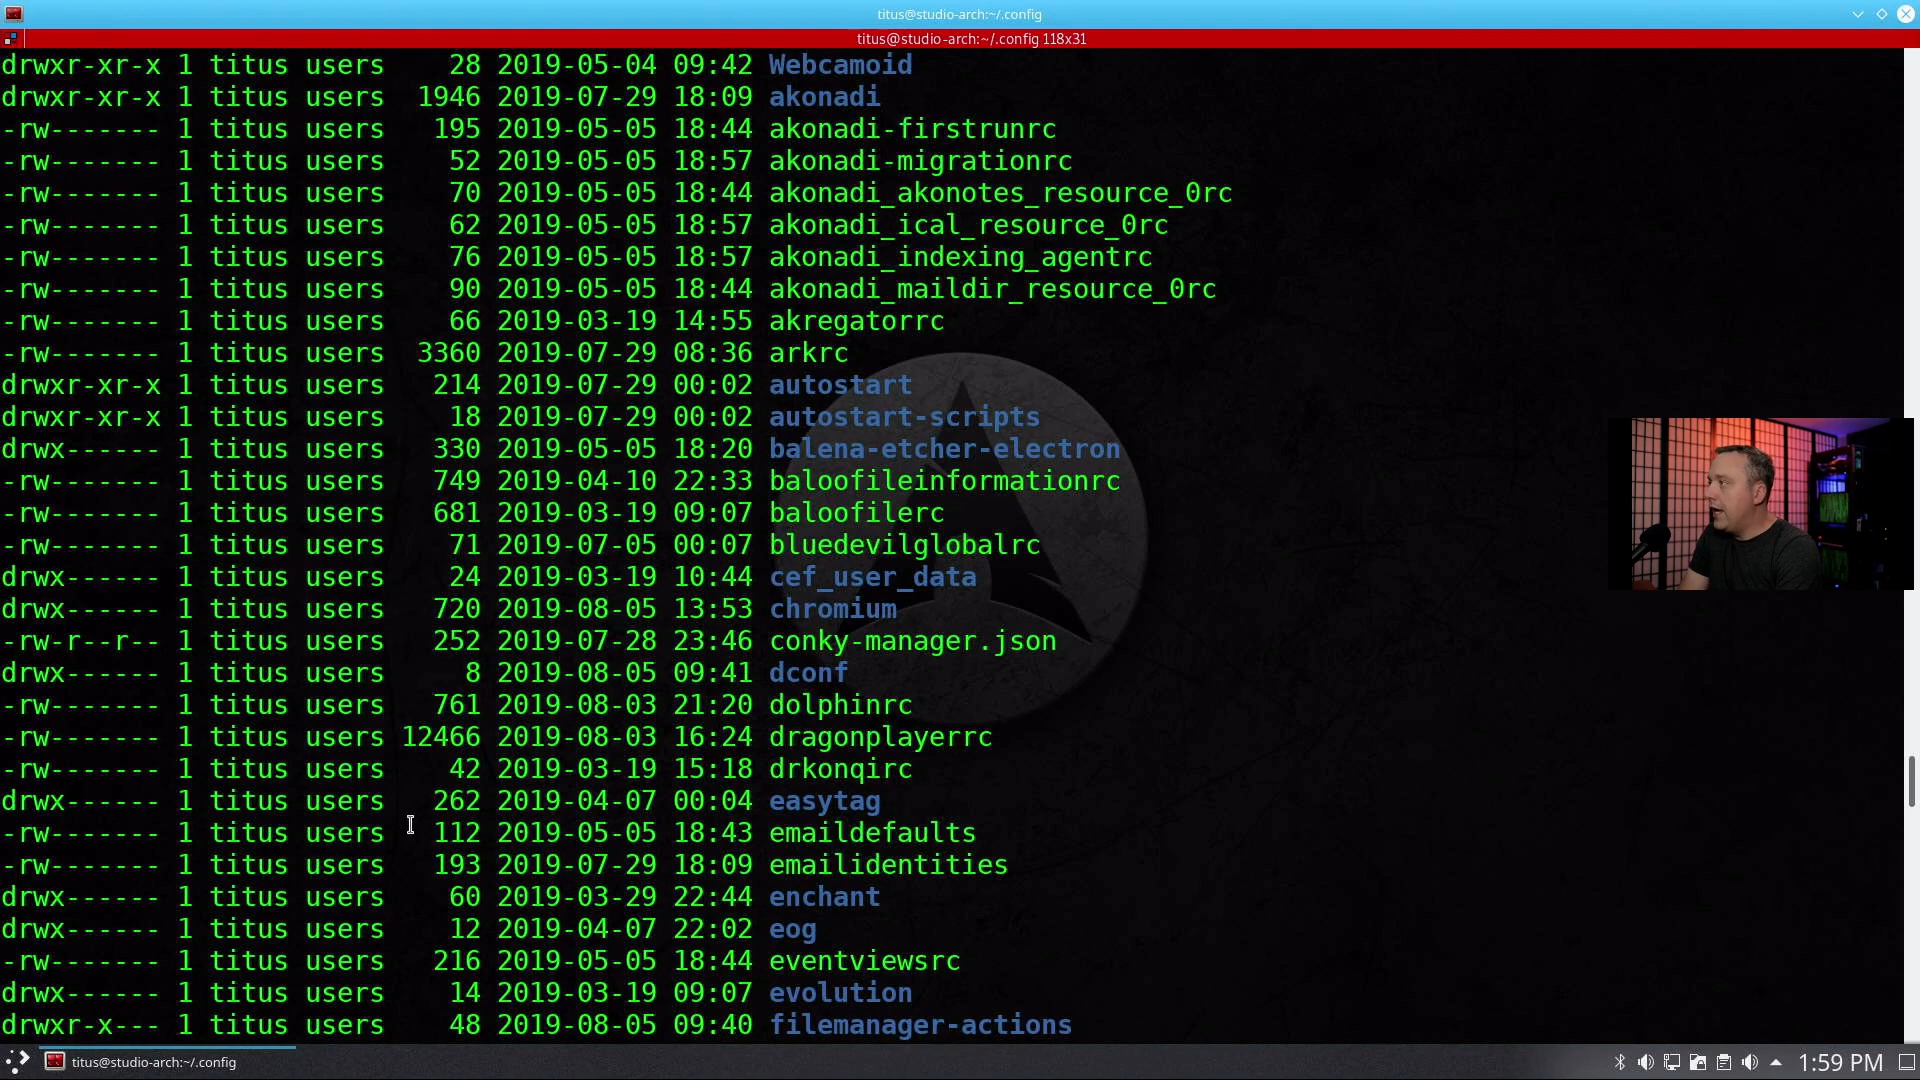 titus@studio-arch:~/.config
titus@studio-arch:~/.config 118x31
drwxr-xr-x 1 titus users    28 2019-05-04 09:42 Webcamoid
drwxr-xr-x 1 titus users  1946 2019-07-29 18:09 akonadi
-rw------- 1 titus users   195 2019-05-05 18:44 akonadi-firstrunrc
-rw------- 1 titus users    52 2019-05-05 18:57 akonadi-migrationrc
-rw------- 1 titus users    70 2019-05-05 18:44 akonadi_akonotes_resource_0rc
-rw------- 1 titus users    62 2019-05-05 18:57 akonadi_ical_resource_0rc
-rw------- 1 titus users    76 2019-05-05 18:57 akonadi_indexing_agentrc
-rw------- 1 titus users    90 2019-05-05 18:44 akonadi_maildir_resource_0rc
-rw------- 1 titus users    66 2019-03-19 14:55 akregatorrc
-rw------- 1 titus users  3360 2019-07-29 08:36 arkrc
drwxr-xr-x 1 titus users   214 2019-07-29 00:02 autostart
drwxr-xr-x 1 titus users    18 2019-07-29 00:02 autostart-scripts
drwx------ 1 titus users   330 2019-05-05 18:20 balena-etcher-electron
-rw------- 1 titus users   749 2019-04-10 22:33 baloofileinformationrc
-rw------- 1 titus users   681 2019-03-19 09:07 baloofilerc
-rw------- 1 titus users    71 2019-07-05 00:07 bluedevilglobalrc
drwx------ 1 titus users    24 2019-03-19 10:44 cef_user_data
drwx------ 1 titus users   720 2019-08-05 13:53 chromium
-rw-r--r-- 1 titus users   252 2019-07-28 23:46 conky-manager.json
drwx------ 1 titus users     8 2019-08-05 09:41 dconf
-rw------- 1 titus users   761 2019-08-03 21:20 dolphinrc
-rw------- 1 titus users 12466 2019-08-03 16:24 dragonplayerrc
-rw------- 1 titus users    42 2019-03-19 15:18 drkonqirc
drwx------ 1 titus users   262 2019-04-07 00:04 easytag
-rw------- 1 titus users   112 2019-05-05 18:43 emaildefaults
-rw------- 1 titus users   193 2019-07-29 18:09 emailidentities
drwx------ 1 titus users    60 2019-03-29 22:44 enchant
drwx------ 1 titus users    12 2019-04-07 22:02 eog
-rw------- 1 titus users   216 2019-05-05 18:44 eventviewsrc
drwx------ 1 titus users    14 2019-03-19 09:07 evolution
drwxr-x--- 1 titus users    48 2019-08-05 09:40 filemanager-actions
titus@studio-arch:~/.config
1:59 PM